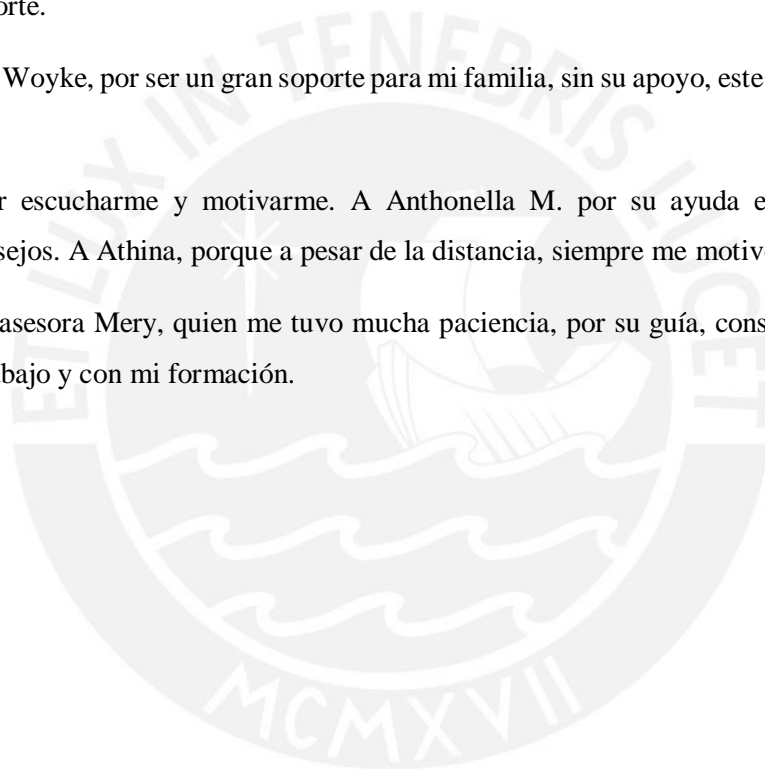 orte.
Woyke, por ser un gran soporte para mi familia, sin su apoyo, este
r escucharme y motivarme. A Anthonella M. por su ayuda e
sejos. A Athina, porque a pesar de la distancia, siempre me motiv
asesora Mery, quien me tuvo mucha paciencia, por su guía, cons
abajo y con mi formación.
ET LUX IN TENEBRIS LUCET
MCMXVII